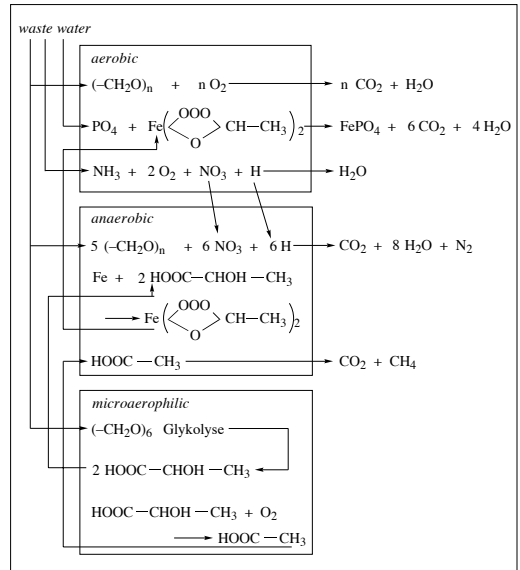 waste water
aerobic
(–CH₂O)ₙ + n O₂ → n CO₂ + H₂O
PO₄ + Fe(<OOO O> CH–CH₃)₂ → FePO₄ + 6 CO₂ + 4 H₂O
NH₃ + 2 O₂ + NO₃ + H → H₂O
anaerobic
5 (–CH₂O)ₙ + 6 NO₃ + 6 H → CO₂ + 8 H₂O + N₂
Fe + 2 HOOC–CHOH–CH₃
→ Fe(<OOO O> CH–CH₃)₂
HOOC–CH₃ → CO₂ + CH₄
microaerophilic
(–CH₂O)₆ Glykolyse
2 HOOC–CHOH–CH₃
HOOC–CHOH–CH₃ + O₂
→ HOOC–CH₃